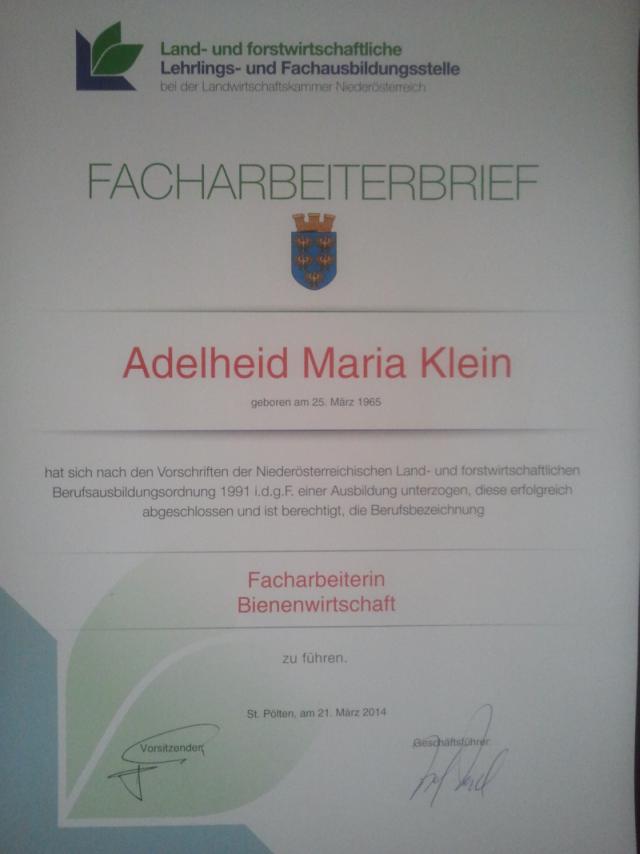 Land- und forstwirtschaftliche
Lehrlings- und Fachausbildungsstelle
bei der Landwirtschaftskammer Niederösterreich
FACHARBEITERBRIEF
Adelheid Maria Klein
geboren am 25. März 1965
hat sich nach den Vorschriften der Niederösterreichischen Land- und forstwirtschaftlichen
Berufsausbildungsordnung 1991 i.d.g.F. einer Ausbildung unterzogen, diese erfolgreich
abgeschlossen und ist berechtigt, die Berufsbezeichnung
Facharbeiterin
Bienenwirtschaft
zu führen.
St. Pölten, am 21. März 2014
Vorsitzender
Geschäftsführer